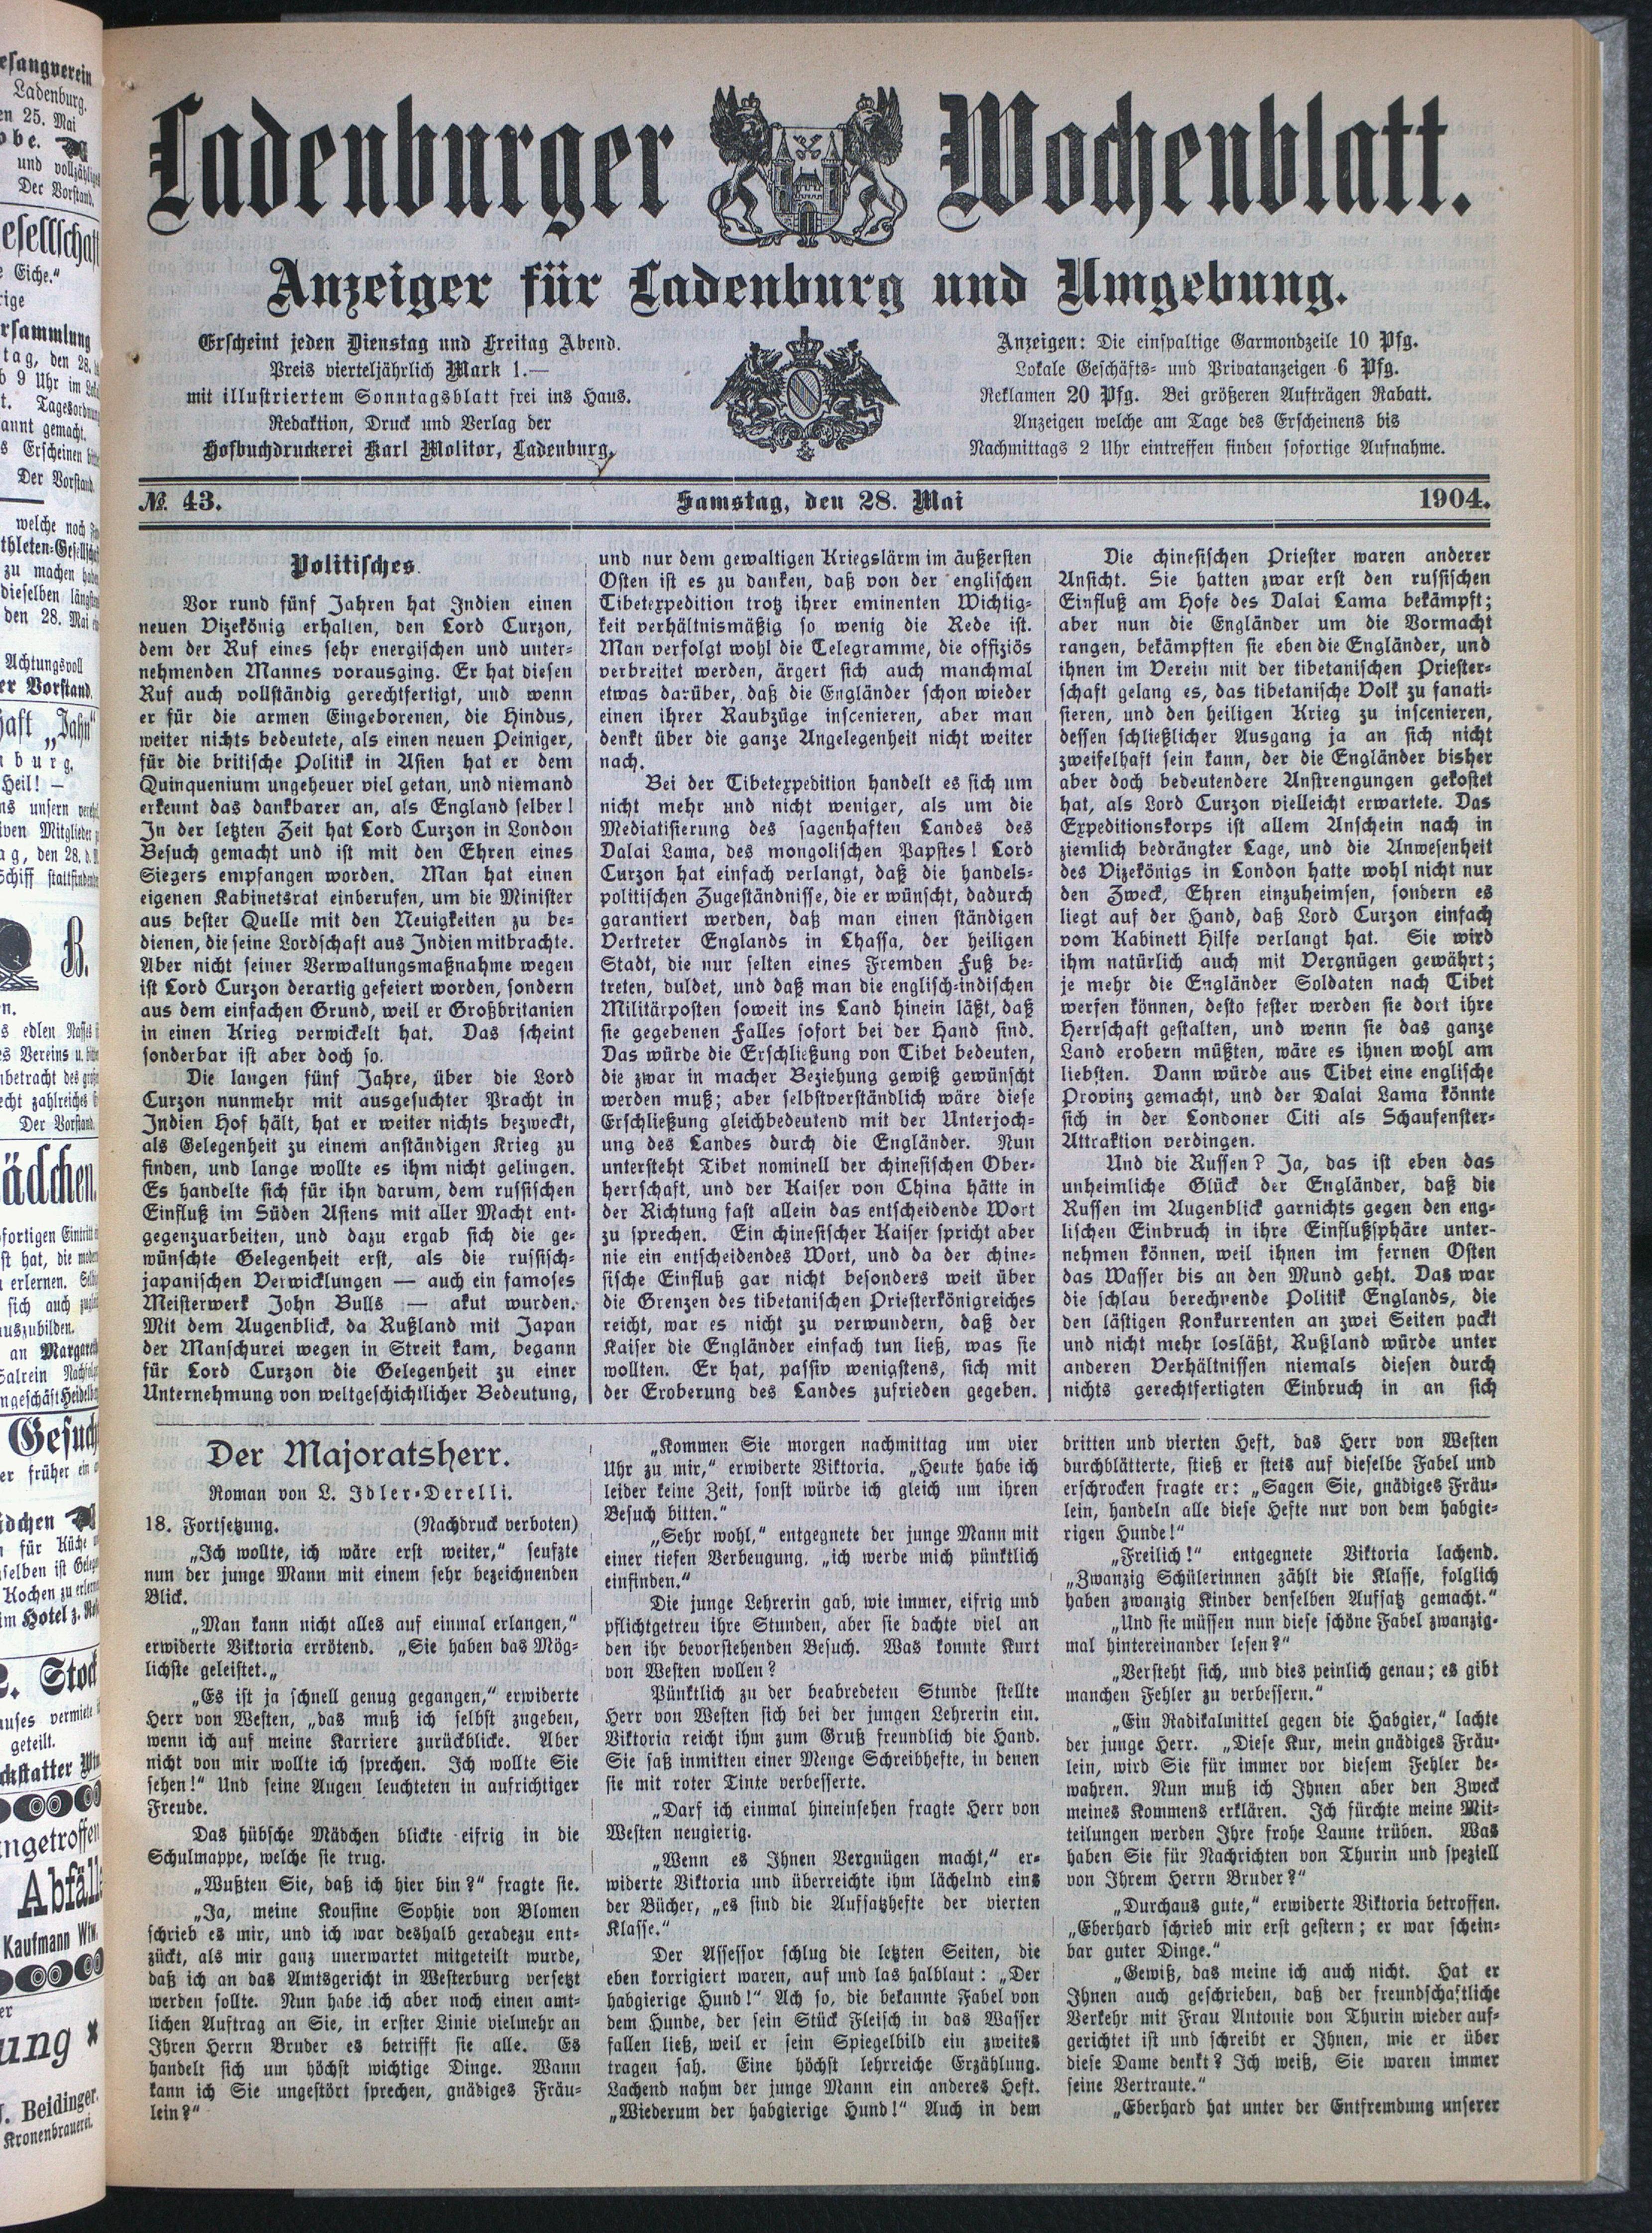 Ladenburger Wochenblatt.
Anzeiger für Ladenburg und Umgebung.
Erscheint jeden Dienstag und Freitag Abend.
Preis vierteljährlich Mark 1.—
mit illustriertem Sonntagsblatt frei ins Haus.
Redaktion, Druck und Verlag der
Hofbuchdruckerei Karl Molitor, Ladenburg.
Anzeigen: Die einspaltige Garmondzeile 10 Pfg.
Lokale Geschäfts- und Privatanzeigen 6 Pfg.
Reklamen 20 Pfg. Bei größeren Aufträgen Rabatt.
Anzeigen welche am Tage des Erscheinens bis
Nachmittags 2 Uhr eintreffen finden sofortige Aufnahme.
№ 43. Samstag, den 28. Mai 1904.
Politisches.
Vor rund fünf Jahren hat Indien einen
neuen Vizekönig erhalten, den Lord Curzon,
dem der Ruf eines sehr energischen und unter-
nehmenden Mannes vorausging. Er hat diesen
Ruf auch vollständig gerechtfertigt, und wenn
er für die armen Eingeborenen, die Hindus,
weiter nichts bedeutete, als einen neuen Peiniger,
für die britische Politik in Asien hat er dem
Quinquenium ungeheuer viel getan, und niemand
erkennt das dankbarer an, als England selber!
In der letzten Zeit hat Lord Curzon in London
Besuch gemacht und ist mit den Ehren eines
Siegers empfangen worden. Man hat einen
eigenen Kabinetsrat einberufen, um die Minister
aus bester Quelle mit den Neuigkeiten zu be-
dienen, die seine Lordschaft aus Indien mitbrachte.
Aber nicht seiner Verwaltungsmaßnahme wegen
ist Lord Curzon derartig gefeiert worden, sondern
aus dem einfachen Grund, weil er Großbritanien
in einen Krieg verwickelt hat. Das scheint
sonderbar ist aber doch so.
Die langen fünf Jahre, über die Lord
Curzon nunmehr mit ausgesuchter Pracht in
Indien Hof hält, hat er weiter nichts bezweckt,
als Gelegenheit zu einem anständigen Krieg zu
finden, und lange wollte es ihm nicht gelingen.
Es handelte sich für ihn darum, dem russischen
Einfluß im Süden Asiens mit aller Macht ent-
gegenzuarbeiten, und dazu ergab sich die ge-
wünschte Gelegenheit erst, als die russisch-
japanischen Verwicklungen — auch ein famoses
Meisterwerk John Bulls — akut wurden.
Mit dem Augenblick, da Rußland mit Japan
der Manschurei wegen in Streit kam, begann
für Lord Curzon die Gelegenheit zu einer
Unternehmung von weltgeschichtlicher Bedeutung,
und nur dem gewaltigen Kriegslärm im äußersten
Osten ist es zu danken, daß von der englischen
Tibetexpedition trotz ihrer eminenten Wichtig-
keit verhältnismäßig so wenig die Rede ist.
Man verfolgt wohl die Telegramme, die offiziös
verbreitet werden, ärgert sich auch manchmal
etwas darüber, daß die Engländer schon wieder
einen ihrer Raubzüge inscenieren, aber man
denkt über die ganze Angelegenheit nicht weiter
nach.
Bei der Tibetexpedition handelt es sich um
nicht mehr und nicht weniger, als um die
Mediatisierung des sagenhaften Landes des
Dalai Lama, des mongolischen Papstes! Lord
Curzon hat einfach verlangt, daß die handels-
politischen Zugeständnisse, die er wünscht, dadurch
garantiert werden, daß man einen ständigen
Vertreter Englands in Lhassa, der heiligen
Stadt, die nur selten eines Fremden Fuß be-
treten, duldet, und daß man die englisch-indischen
Militärposten soweit ins Land hinein läßt, daß
sie gegebenen Falles sofort bei der Hand sind.
Das würde die Erschließung von Tibet bedeuten,
die zwar in macher Beziehung gewiß gewünscht
werden muß; aber selbstverständlich wäre diese
Erschließung gleichbedeutend mit der Unterjoch-
ung des Landes durch die Engländer. Nun
untersteht Tibet nominell der chinesischen Ober-
herrschaft, und der Kaiser von China hätte in
der Richtung fast allein das entscheidende Wort
zu sprechen. Ein chinesischer Kaiser spricht aber
nie ein entscheidendes Wort, und da der chine-
sische Einfluß gar nicht besonders weit über
die Grenzen des tibetanischen Priesterkönigreiches
reicht, war es nicht zu verwundern, daß der
Kaiser die Engländer einfach tun ließ, was sie
wollten. Er hat, passiv wenigstens, sich mit
der Eroberung des Landes zufrieden gegeben.
Die chinesischen Priester waren anderer
Ansicht. Sie hatten zwar erst den russischen
Einfluß am Hofe des Dalai Lama bekämpft;
aber nun die Engländer um die Vormacht
rangen, bekämpften sie eben die Engländer, und
ihnen im Verein mit der tibetanischen Priester-
schaft gelang es, das tibetanische Volk zu fanati-
sieren, und den heiligen Krieg zu inscenieren,
dessen schließlicher Ausgang ja an sich nicht
zweifelhaft sein kann, der die Engländer bisher
aber doch bedeutendere Anstrengungen gekostet
hat, als Lord Curzon vielleicht erwartete. Das
Expeditionskorps ist allem Anschein nach in
ziemlich bedrängter Lage, und die Anwesenheit
des Vizekönigs in London hatte wohl nicht nur
den Zweck, Ehren einzuheimsen, sondern es
liegt auf der Hand, daß Lord Curzon einfach
vom Kabinett Hilfe verlangt hat. Sie wird
ihm natürlich auch mit Vergnügen gewährt;
je mehr die Engländer Soldaten nach Tibet
werfen können, desto fester werden sie dort ihre
Herrschaft gestalten, und wenn sie das ganze
Land erobern müßten, wäre es ihnen wohl am
liebsten. Dann würde aus Tibet eine englische
Provinz gemacht, und der Dalai Lama könnte
sich in der Londoner Citi als Schaufenster-
Attraktion verdingen.
Und die Russen? Ja, das ist eben das
unheimliche Glück der Engländer, daß die
Russen im Augenblick garnichts gegen den eng-
lischen Einbruch in ihre Einflußsphäre unter-
nehmen können, weil ihnen im fernen Osten
das Wasser bis an den Mund geht. Das war
die schlau berechnende Politik Englands, die
den lästigen Konkurrenten an zwei Seiten packt
und nicht mehr losläßt, Rußland würde unter
anderen Verhältnissen niemals diesen durch
nichts gerechtfertigten Einbruch in an sich
Der Majoratsherr.
Roman von L. Idler-Derelli.
18. Fortsetzung. (Nachdruck verboten)
„Ich wollte, ich wäre erst weiter,“ seufzte
nun der junge Mann mit einem sehr bezeichnenden
Blick.
„Man kann nicht alles auf einmal erlangen,“
erwiderte Viktoria errötend. „Sie haben das Mög-
lichste geleistet.„
„Es ist ja schnell genug gegangen,“ erwiderte
Herr von Westen, „das muß ich selbst zugeben,
wenn ich auf meine Karriere zurückblicke. Aber
nicht von mir wollte ich sprechen. Ich wollte Sie
sehen!“ Und seine Augen leuchteten in aufrichtiger
Freude.
Das hübsche Mädchen blickte eifrig in die
Schulmappe, welche sie trug.
„Wußten Sie, daß ich hier bin?“ fragte sie.
„Ja, meine Kousine Sophie von Blomen
schrieb es mir, und ich war deshalb geradezu ent-
zückt, als mir ganz unerwartet mitgeteilt wurde,
daß ich an das Amtsgericht in Westerburg versetzt
werden sollte. Nun habe ich aber noch einen amt-
lichen Auftrag an Sie, in erster Linie vielmehr an
Ihren Herrn Bruder es betrifft sie alle. Es
handelt sich um höchst wichtige Dinge. Wann
kann ich Sie ungestört sprechen, gnädiges Fräu-
lein?“
„Kommen Sie morgen nachmittag um vier
Uhr zu mir,“ erwiderte Viktoria. „Heute habe ich
leider keine Zeit, sonst würde ich gleich um ihren
Besuch bitten.“
„Sehr wohl,“ entgegnete der junge Mann mit
einer tiefen Verbeugung, „ich werde mich pünktlich
einfinden.“
Die junge Lehrerin gab, wie immer, eifrig und
pflichtgetreu ihre Stunden, aber sie dachte viel an
den ihr bevorstehenden Besuch. Was konnte Kurt
von Westen wollen?
Pünktlich zu der beabredeten Stunde stellte
Herr von Westen sich bei der jungen Lehrerin ein.
Viktoria reicht ihm zum Gruß freundlich die Hand.
Sie saß inmitten einer Menge Schreibhefte, in denen
sie mit roter Tinte verbesserte.
„Darf ich einmal hineinsehen fragte Herr von
Westen neugierig.
„Wenn es Ihnen Vergnügen macht,“ er-
widerte Viktoria und überreichte ihm lächelnd eins
der Bücher, „es sind die Aufsatzhefte der vierten
Klasse.“
Der Assessor schlug die letzten Seiten, die
eben korrigiert waren, auf und las halblaut: „Der
habgierige Hund!“ Ach so, die bekannte Fabel von
dem Hunde, der sein Stück Fleisch in das Wasser
fallen ließ, weil er sein Spiegelbild ein zweites
tragen sah. Eine höchst lehrreiche Erzählung.
Lachend nahm der junge Mann ein anderes Heft.
„Wiederum der habgierige Hund!“ Auch in dem
dritten und vierten Heft, das Herr von Westen
durchblätterte, stieß er stets auf dieselbe Fabel und
erschrocken fragte er: „Sagen Sie, gnädiges Fräu-
lein, handeln alle diese Hefte nur von dem habgie-
rigen Hunde!“
„Freilich!“ entgegnete Viktoria lachend.
„Zwanzig Schülerinnen zählt die Klasse, folglich
haben zwanzig Kinder denselben Aufsatz gemacht.“
„Und sie müssen nun diese schöne Fabel zwanzig-
mal hintereinander lesen?“
„Versteht sich, und dies peinlich genau; es gibt
manchen Fehler zu verbessern.“
„Ein Radikalmittel gegen die Habgier,“ lachte
der junge Herr. „Diese Kur, mein gnädiges Fräu-
lein, wird Sie für immer vor diesem Fehler be-
wahren. Nun muß ich Ihnen aber den Zweck
meines Kommens erklären. Ich fürchte meine Mit-
teilungen werden Ihre frohe Laune trüben. Was
haben Sie für Nachrichten von Thurin und speziell
von Ihrem Herrn Bruder?“
„Durchaus gute,“ erwiderte Viktoria betroffen.
„Eberhard schrieb mir erst gestern; er war schein-
bar guter Dinge.“
„Gewiß, das meine ich auch nicht. Hat er
Ihnen auch geschrieben, daß der freundschaftliche
Verkehr mit Frau Antonie von Thurin wieder auf-
gerichtet ist und schreibt er Ihnen, wie er über
diese Dame denkt? Ich weiß, Sie waren immer
seine Vertraute.“
„Eberhard hat unter der Entfremdung unserer